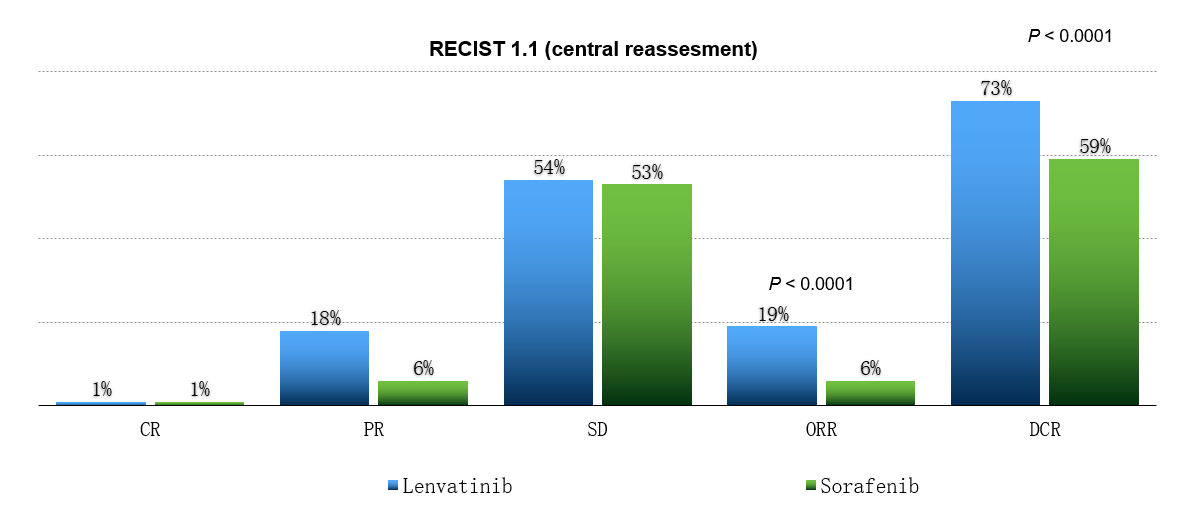 P < 0.0001
RECIST 1.1 (central reassesment)
73%
59%
54%
53%
P < 0.0001
18%
19%
6%
6%
1%
1%
CR
PR
SD
ORR
DCR
Lenvatinib
Sorafenib